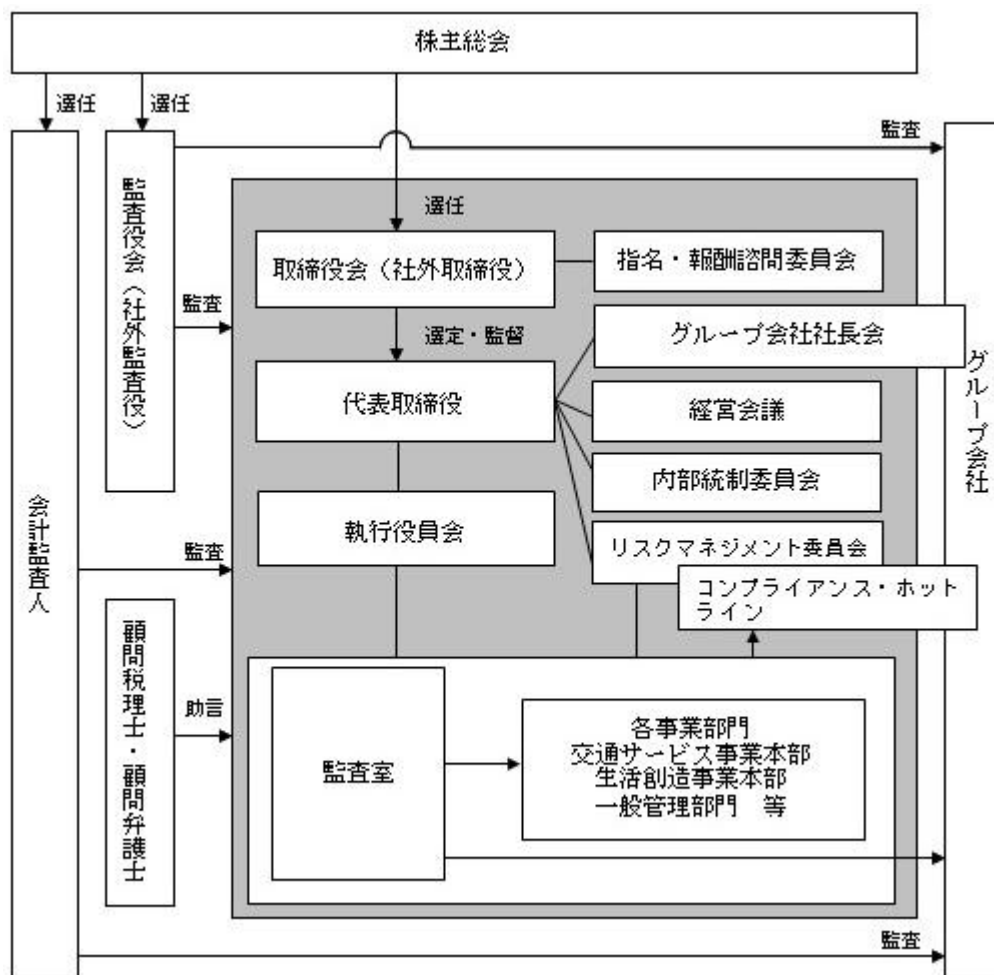 株主総会
選任
選任
監査
会計監査人
監査役会（社外監査役）
グループ会社
選任
取締役会（社外取締役）
指名・報酬諮問委員会
監査
選定・監督
グループ会社社長会
代表取締役
経営会議
内部統制委員会
執行役員会
リスクマネジメント委員会
監査
コンプライアンス・ホット
ライン
顧問税理士・顧問弁護士
助言
監査室
各事業部門
交通サービス事業本部
生活創造事業本部
一般管理部門　等
監査